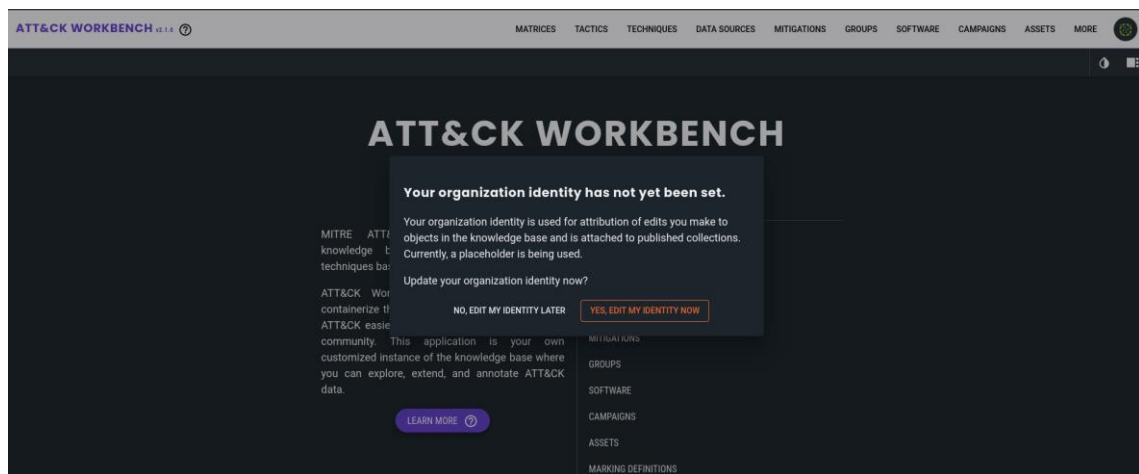 ATT&CK WORKBENCH v2.1.0
MATRICES TACTICS TECHNIQUES DATA SOURCES MITIGATIONS GROUPS SOFTWARE CAMPAIGNS ASSETS MORE
ATT&CK WORKBENCH
Your organization identity has not yet been set.
Your organization identity is used for attribution of edits you make to
objects in the knowledge base and is attached to published collections.
Currently, a placeholder is being used.
Update your organization identity now?
NO, EDIT MY IDENTITY LATER YES, EDIT MY IDENTITY NOW
MITRE
knowledge
techniques
ATT&CK
containerize
ATT&CK easie
community. This application is your own
customized instance of the knowledge base where
you can explore, extend, and annotate ATT&CK
data.
LEARN MORE
MITIGATIONS
GROUPS
SOFTWARE
CAMPAIGNS
ASSETS
MARKING DEFINITIONS